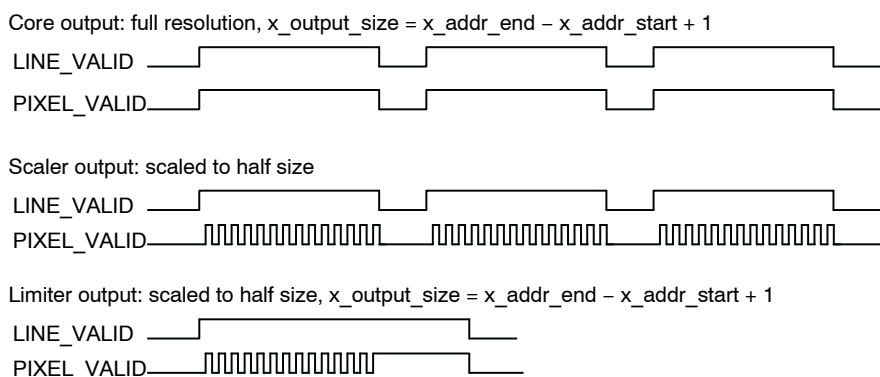 Core output: full resolution, x_output_size = x_addr_end − x_addr_start + 1
LINE_VALID
PIXEL_VALID
Scaler output: scaled to half size
LINE_VALID
PIXEL_VALID
Limiter output: scaled to half size, x_output_size = x_addr_end − x_addr_start + 1
LINE_VALID
PIXEL_VALID